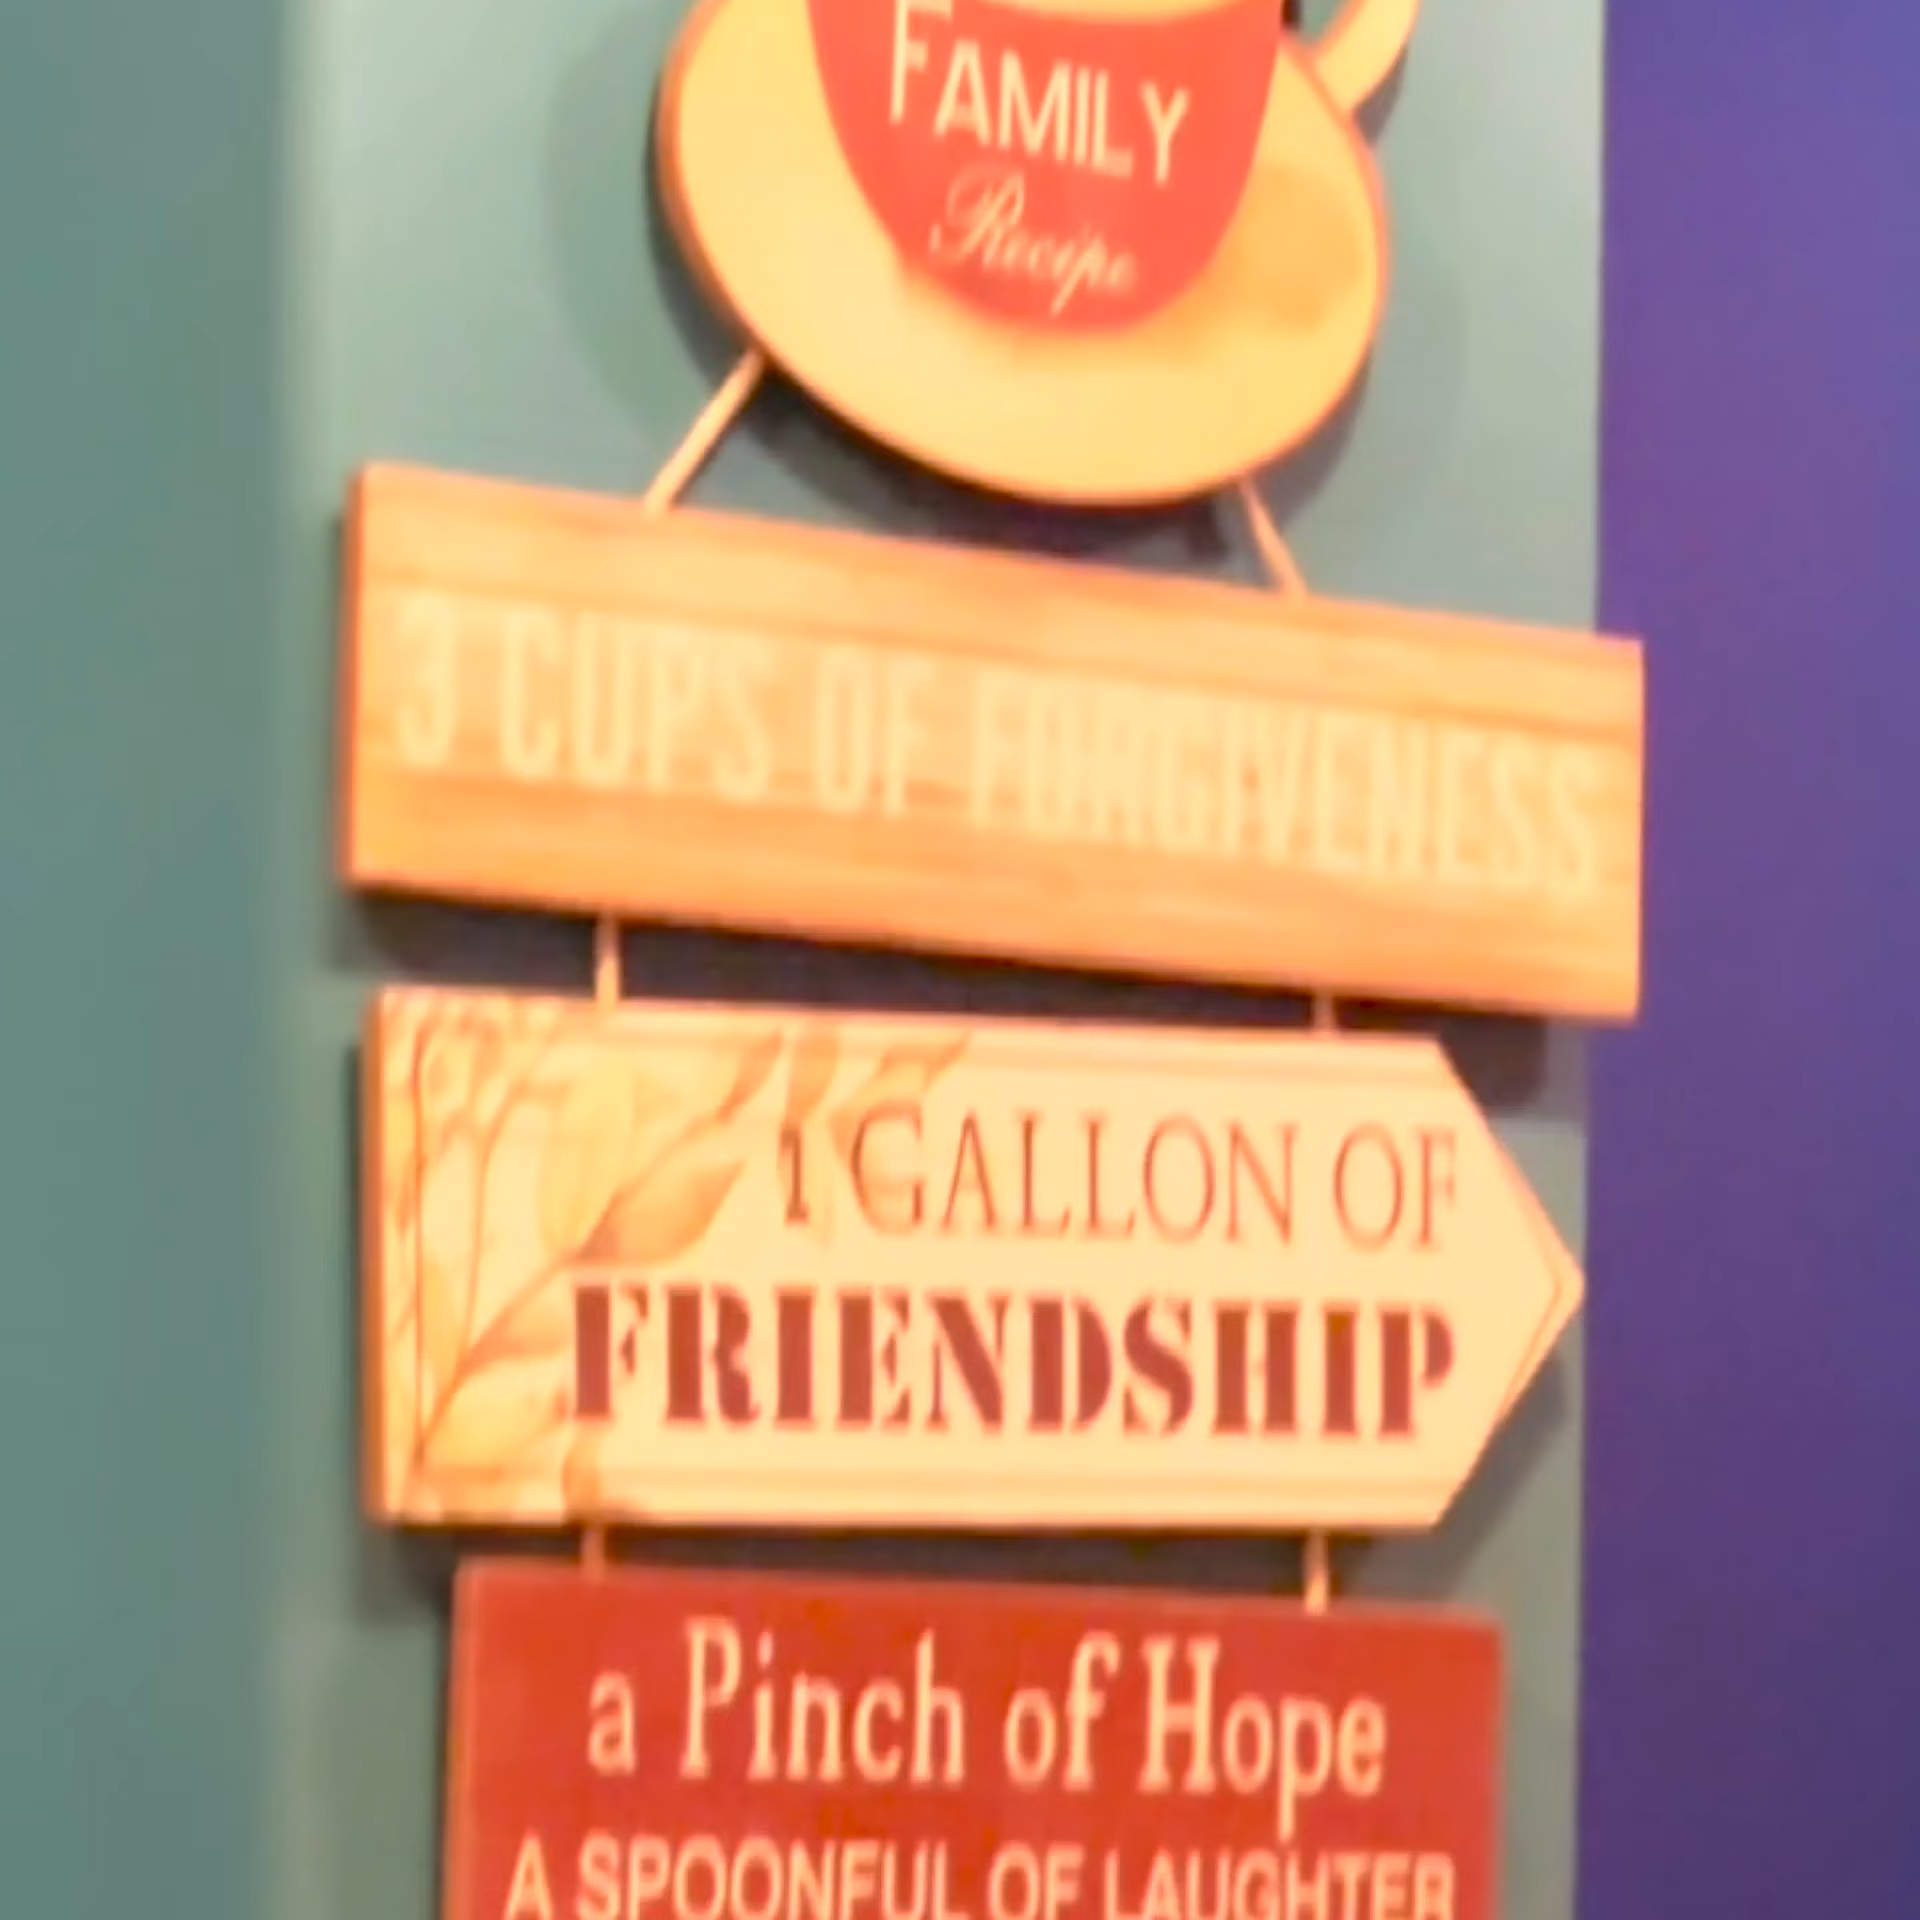 FAMILY
Recipe
3 CUPS OF FORGIVENESS
1 GALLON OF
FRIENDSHIP
a Pinch of Hope
A SPOONFUL OF LAUGHTER